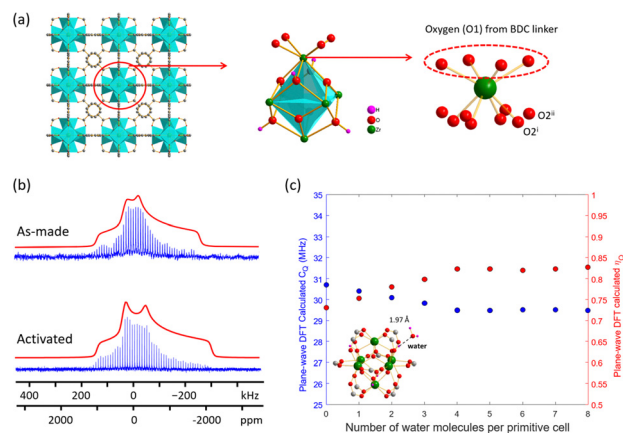 (a)
Oxygen (O1) from BDC linker
H
O
Zr
O2ii
O2i
(b)
As-made
Activated
400 200 0 −200 kHz
2000 0 −2000 ppm
(c)
Plane-wave DFT Calculated CQ (MHz)
35
34
33
32
31
30
29
28
27
26
25
1
0.95
0.9
0.85
0.8
0.75
0.7
0.65
0.6
0.55
0.5
Plane-wave DFT calculated ηQ
1.97 Å
water
0 1 2 3 4 5 6 7 8
Number of water molecules per primitive cell